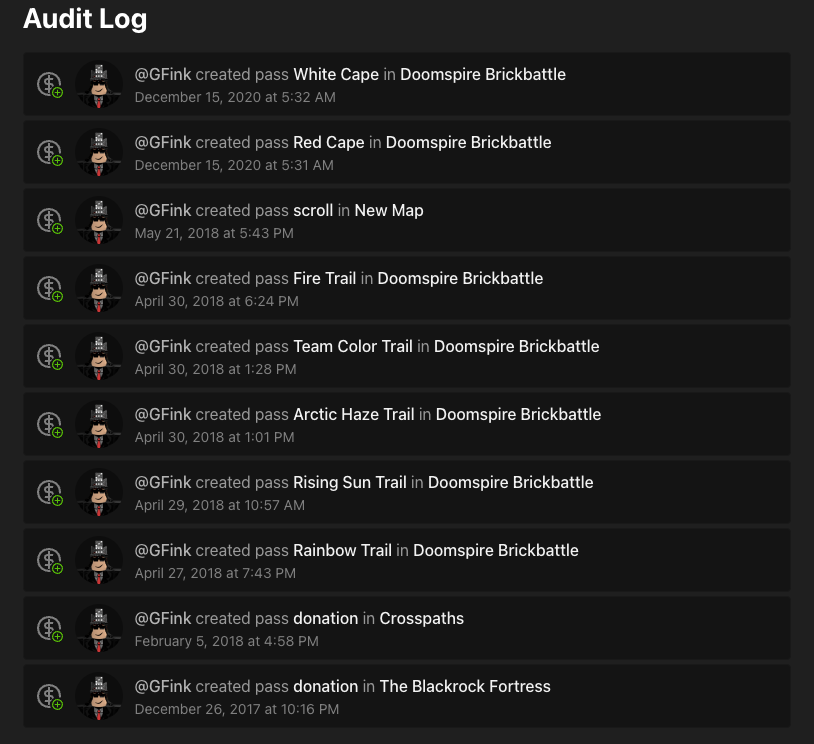 Audit Log
@GFink created pass White Cape in Doomspire Brickbattle
December 15, 2020 at 5:32 AM
@GFink created pass Red Cape in Doomspire Brickbattle
December 15, 2020 at 5:31 AM
@GFink created pass scroll in New Map
May 21, 2018 at 5:43 PM
@GFink created pass Fire Trail in Doomspire Brickbattle
April 30, 2018 at 6:24 PM
@GFink created pass Team Color Trail in Doomspire Brickbattle
April 30, 2018 at 1:28 PM
@GFink created pass Arctic Haze Trail in Doomspire Brickbattle
April 30, 2018 at 1:01 PM
@GFink created pass Rising Sun Trail in Doomspire Brickbattle
April 29, 2018 at 10:57 AM
@GFink created pass Rainbow Trail in Doomspire Brickbattle
April 27, 2018 at 7:43 PM
@GFink created pass donation in Crosspaths
February 5, 2018 at 4:58 PM
@GFink created pass donation in The Blackrock Fortress
December 26, 2017 at 10:16 PM